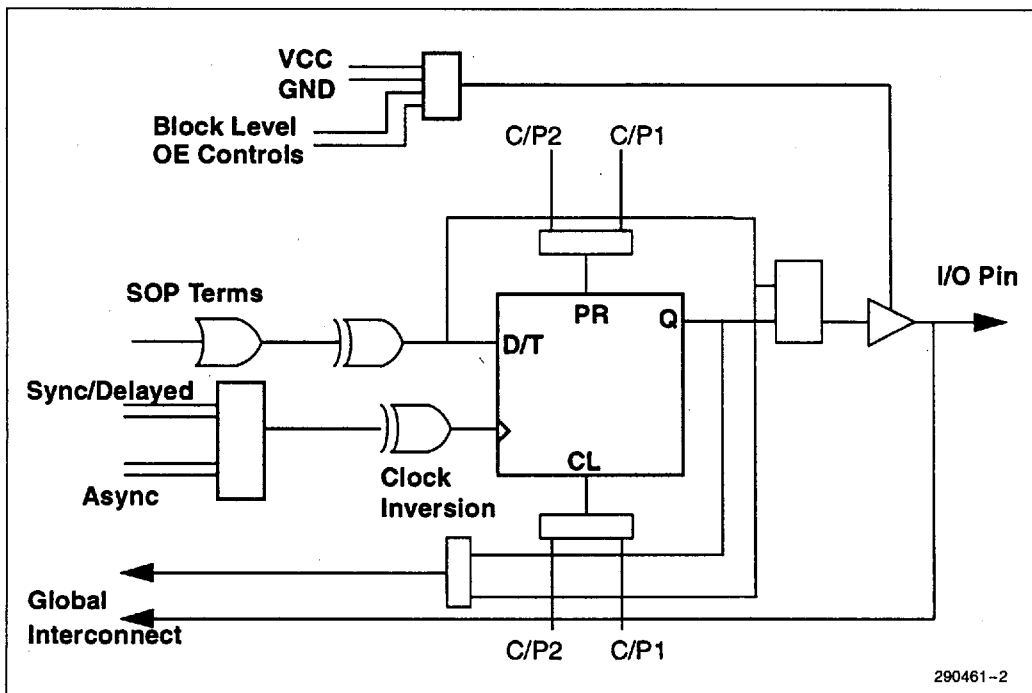 VCC
GND
Block Level
OE Controls
C/P2
C/P1
SOP Terms
I/O Pin
PR
Q
D/T
Sync/Delayed
CL
Async
Clock
Inversion
Global
Interconnect
C/P2
C/P1
290461-2